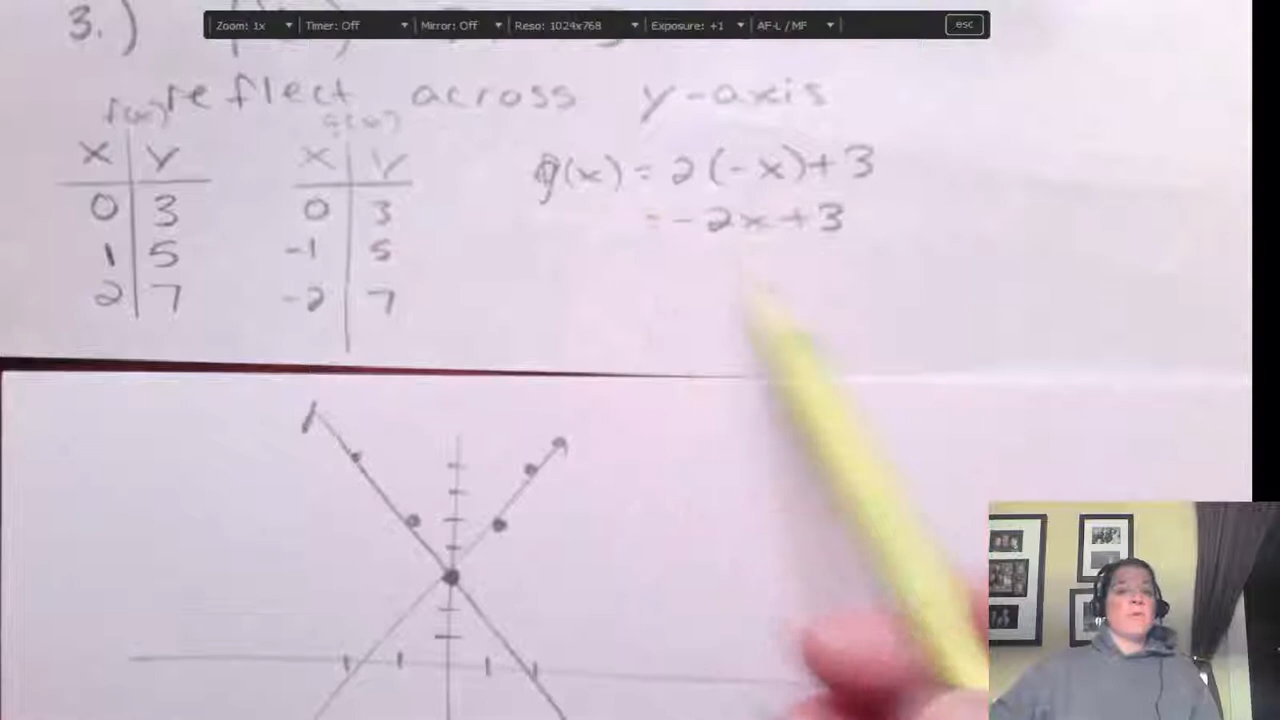 Zoom: 1x Timer: Off Mirror: Off Reso: 1024x768 Exposure: +1 AF-L / MF esc
3.)
reflect across y-axis
f(x) g(x)
X Y X Y
0 3 0 3
1 5 -1 5
2 7 -2 7
g(x) = 2(-x)+3
= -2x+3